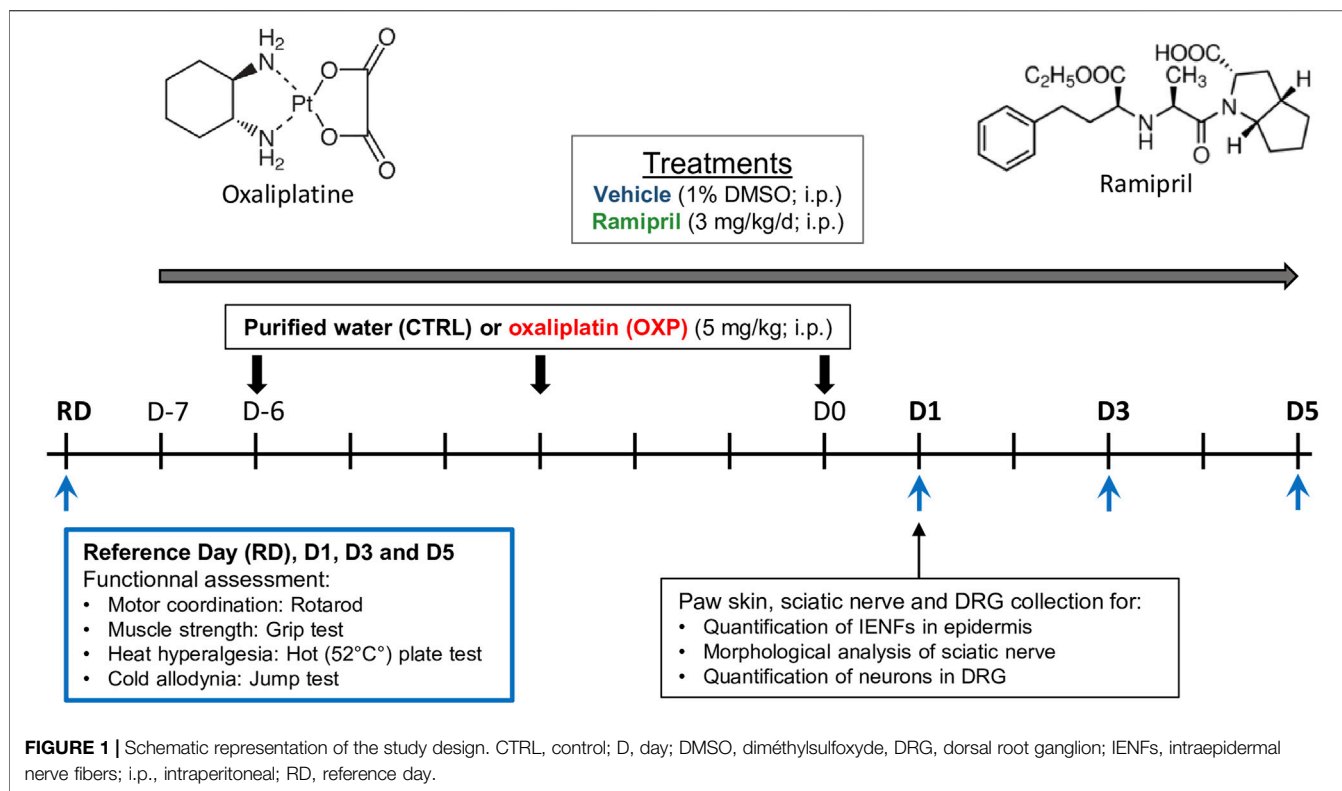 H2
N
Pt
O
O
O
O
N
H2
Oxaliplatine
Treatments
Vehicle (1% DMSO; i.p.)
Ramipril (3 mg/kg/d; i.p.)
HOOC
C2H5OOC
CH3
H
N
N
H
O
H
Ramipril
Purified water (CTRL) or oxaliplatin (OXP) (5 mg/kg; i.p.)
RD D-7 D-6 D0 D1 D3 D5
Reference Day (RD), D1, D3 and D5
Functionnal assessment:
• Motor coordination: Rotarod
• Muscle strength: Grip test
• Heat hyperalgesia: Hot (52°C°) plate test
• Cold allodynia: Jump test
Paw skin, sciatic nerve and DRG collection for:
• Quantification of IENFs in epidermis
• Morphological analysis of sciatic nerve
• Quantification of neurons in DRG
FIGURE 1 | Schematic representation of the study design. CTRL, control; D, day; DMSO, diméthylsulfoxyde, DRG, dorsal root ganglion; IENFs, intraepidermal
nerve fibers; i.p., intraperitoneal; RD, reference day.